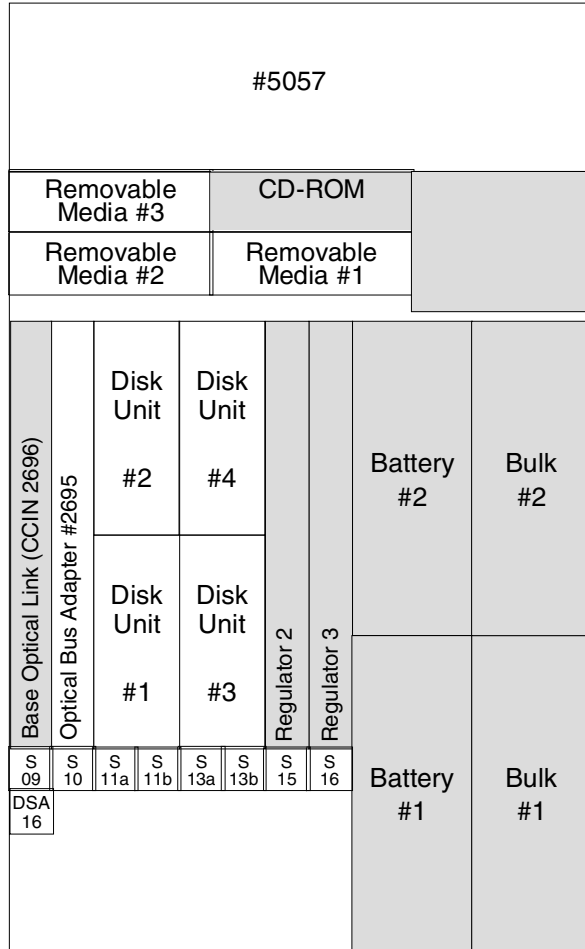 #5057
Removable
Media #3
CD-ROM
Removable
Media #2
Removable
Media #1
Base Optical Link (CCIN 2696)
Optical Bus Adapter #2695
Disk
Unit
#2
Disk
Unit
#4
Disk
Unit
#1
Disk
Unit
#3
Regulator 2
Regulator 3
Battery
#2
Bulk
#2
S
09
S
10
S
11a
S
11b
S
13a
S
13b
S
15
S
16
DSA
16
Battery
#1
Bulk
#1